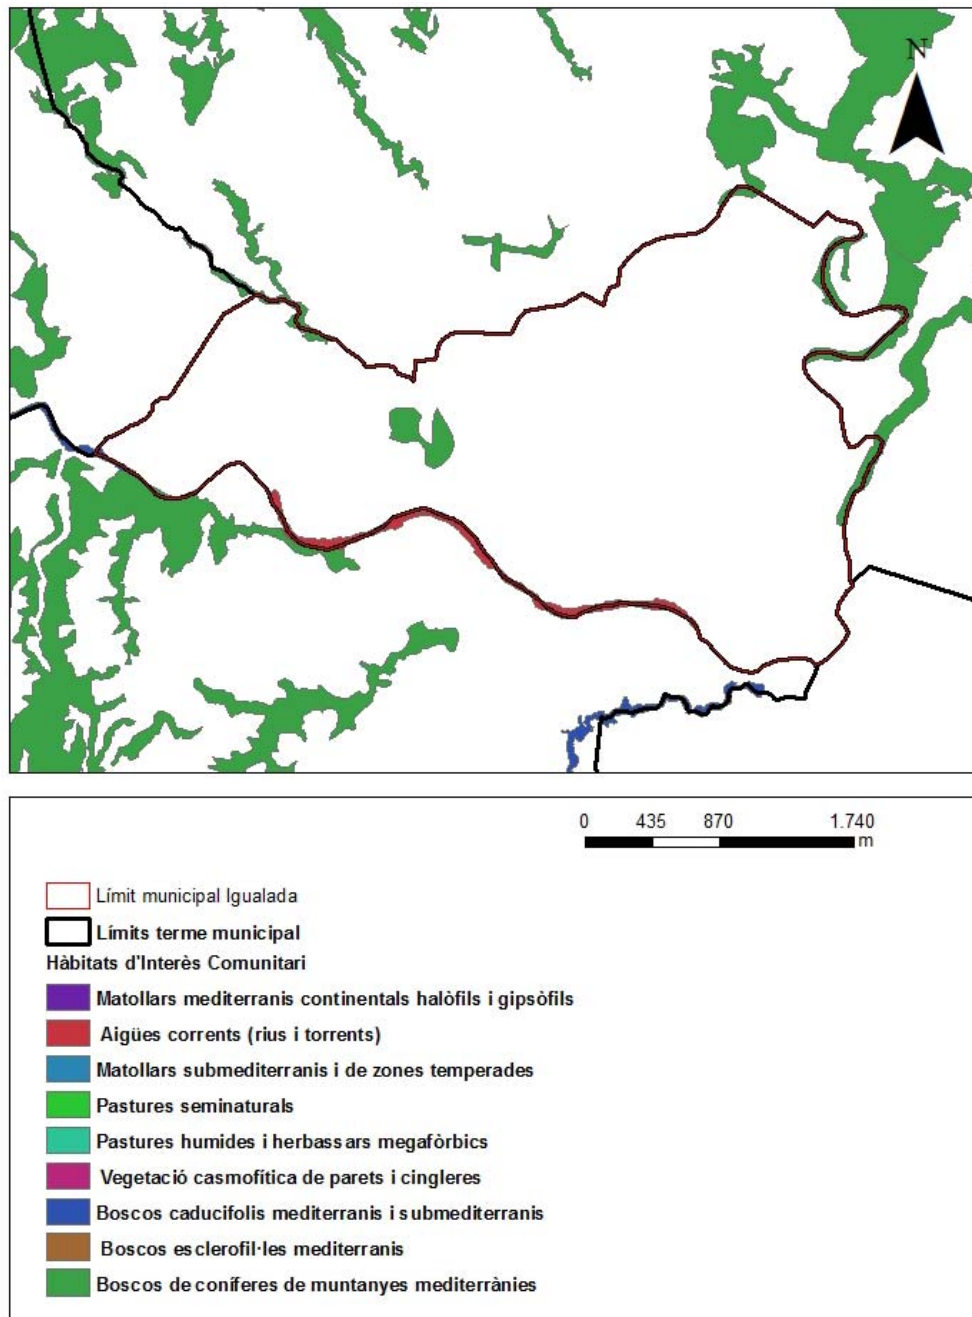 N
0 435 870 1.740
m
Límit municipal Igualada
Límits terme municipal
Hàbitats d'Interès Comunitari
Matollars mediterranis continentals halòfils i gipsòfils
Aigües corrents (rius i torrents)
Matollars submediterranis i de zones temperades
Pastures seminaturals
Pastures humides i herbassars megafòrbics
Vegetació casmofítica de parets i cingleres
Boscos caducifolis mediterranis i submediterranis
Boscos esclerofil·les mediterranis
Boscos de coníferes de muntanyes mediterrànies